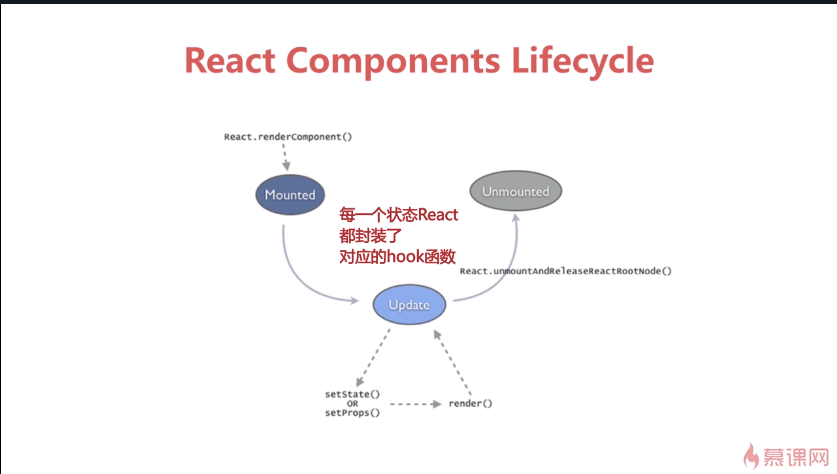 React Components Lifecycle
React.renderComponent()
Mounted
Unmounted
每一个状态React
都封装了
对应的hook函数
React.unmountAndReleaseReactRootNode()
Update
setState()
OR
setProps()
render()
慕课网